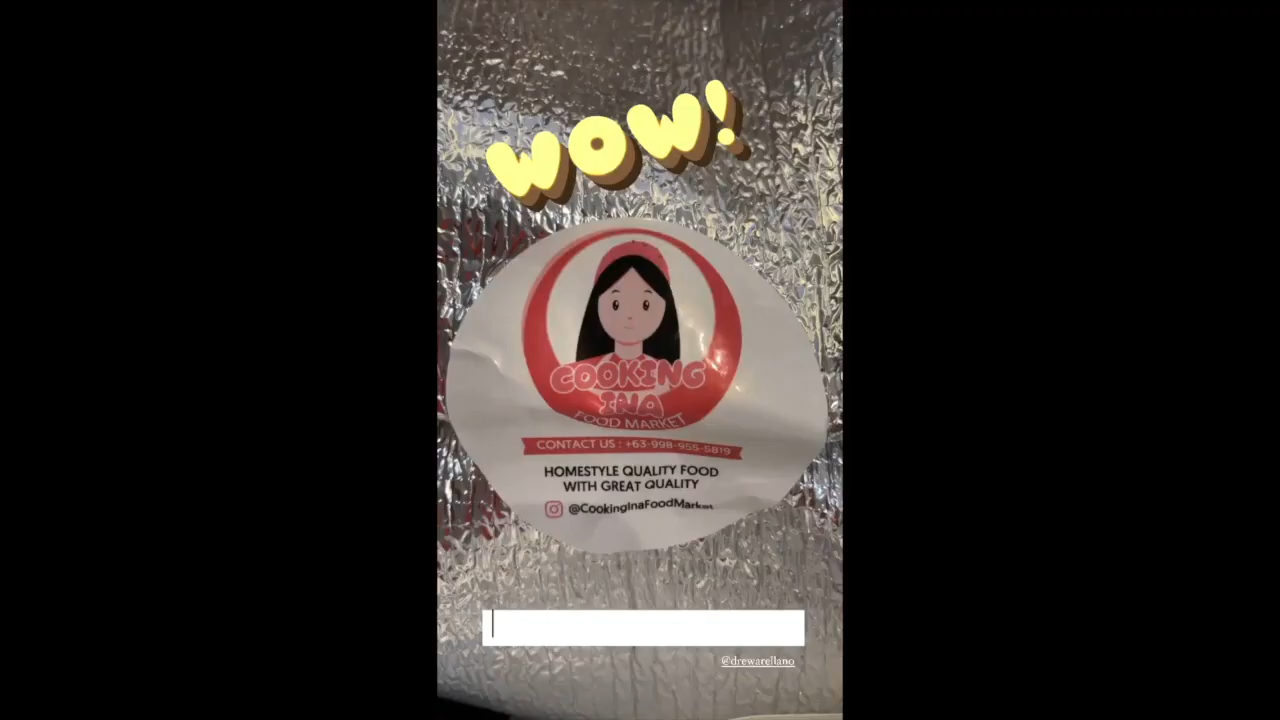 WOW!
COOKING
INA
FOOD MARKET
CONTACT US : +63-998-955-5819
HOMESTYLE QUALITY FOOD
WITH GREAT QUALITY
@CookingInaFoodMarket
@drewarellano